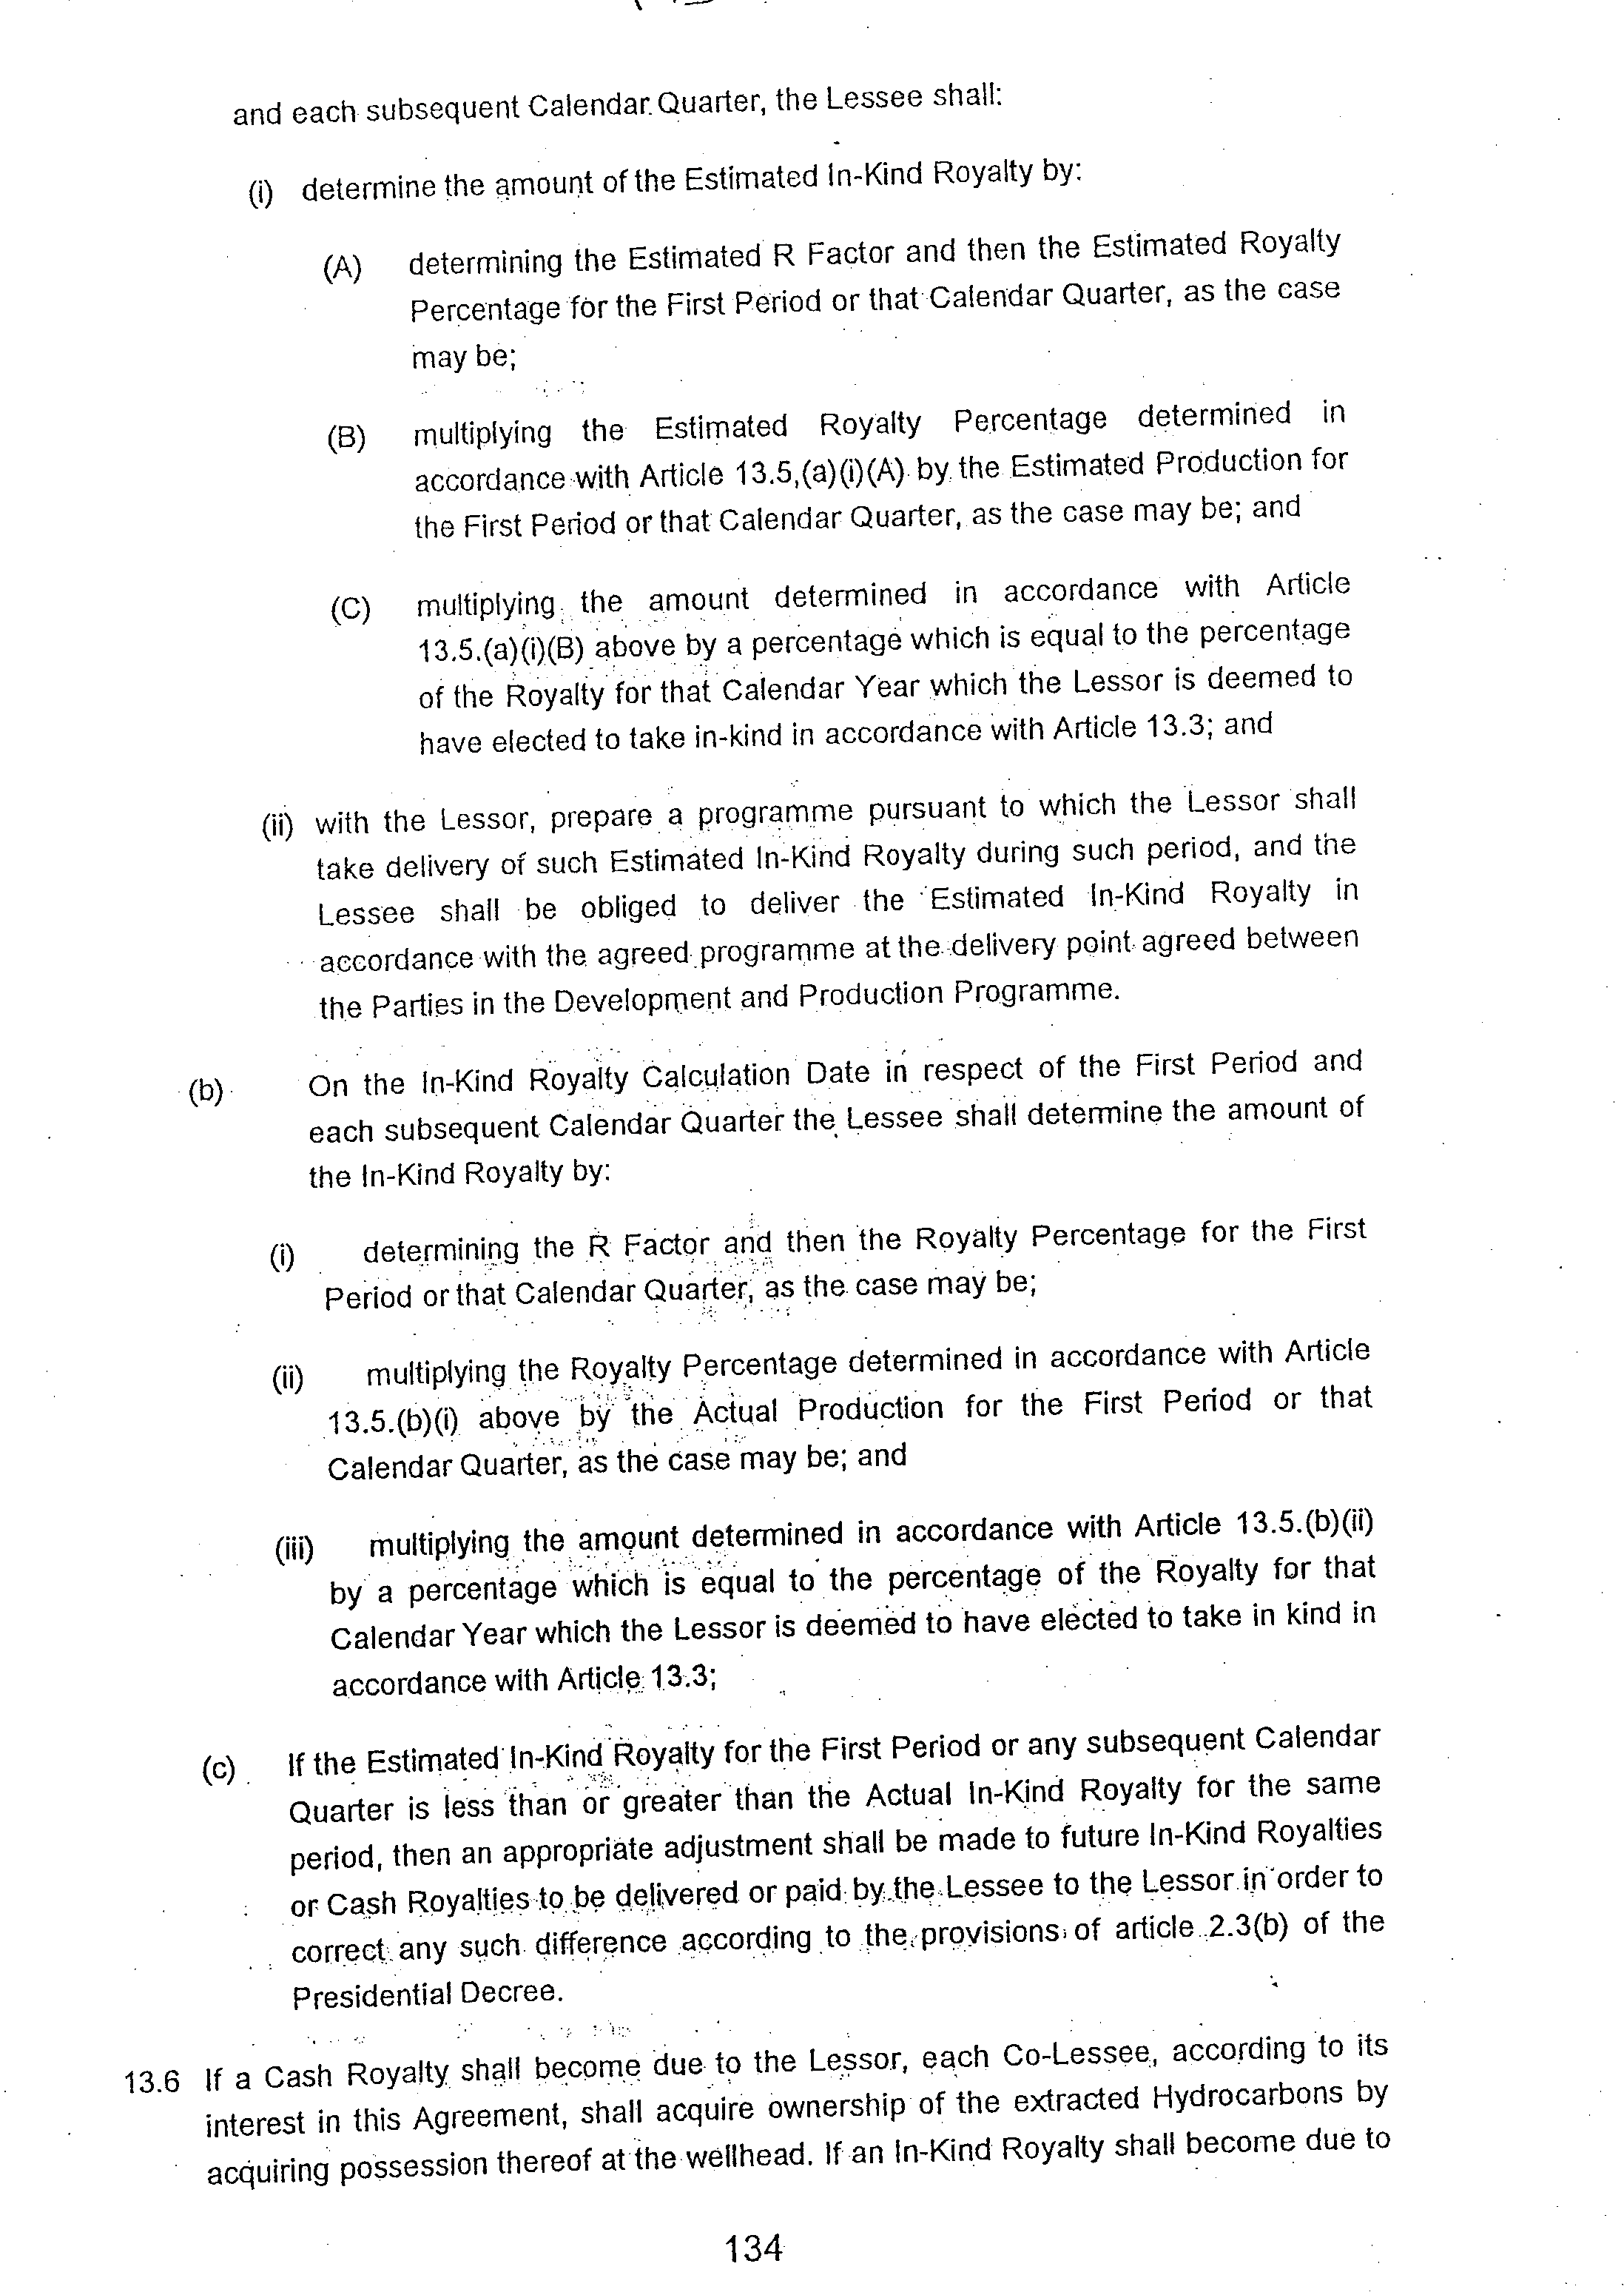 and each subsequent Calendar Quarter, the Lessee shall:
(i) determine the amount of the Estimated In-Kind Royalty by:
(A) determining the Estimated R Factor and then the Estimated Royalty
Percentage for the First Period or that Calendar Quarter, as the case
may be;
(B) multiplying the Estimated Royalty Percentage determined in
accordance with Article 13.5,(a)(i)(A) by the Estimated Production for
the First Period or that Calendar Quarter, as the case may be; and
(C) multiplying the amount determined in accordance with Article
13.5.(a)(i)(B) above by a percentage which is equal to the percentage
of the Royalty for that Calendar Year which the Lessor is deemed to
have elected to take in-kind in accordance with Article 13.3; and
(ii) with the Lessor, prepare a programme pursuant to which the Lessor shall
take delivery of such Estimated In-Kind Royalty during such period, and the
Lessee shall be obliged to deliver the Estimated In-Kind Royalty in
accordance with the agreed programme at the delivery point agreed between
the Parties in the Development and Production Programme.
(b) On the In-Kind Royalty Calculation Date in respect of the First Period and
each subsequent Calendar Quarter the Lessee shall determine the amount of
the In-Kind Royalty by:
(i) determining the R Factor and then the Royalty Percentage for the First
Period or that Calendar Quarter, as the case may be;
(ii) multiplying the Royalty Percentage determined in accordance with Article
13.5.(b)(i) above by the Actual Production for the First Period or that
Calendar Quarter, as the case may be; and
(iii) multiplying the amount determined in accordance with Article 13.5.(b)(ii)
by a percentage which is equal to the percentage of the Royalty for that
Calendar Year which the Lessor is deemed to have elected to take in kind in
accordance with Article 13.3;
(c) If the Estimated In-Kind Royalty for the First Period or any subsequent Calendar
Quarter is less than or greater than the Actual In-Kind Royalty for the same
period, then an appropriate adjustment shall be made to future In-Kind Royalties
or Cash Royalties to be delivered or paid by the Lessee to the Lessor in order to
correct any such difference according to the provisions of article 2.3(b) of the
Presidential Decree.
13.6 If a Cash Royalty shall become due to the Lessor, each Co-Lessee, according to its
interest in this Agreement, shall acquire ownership of the extracted Hydrocarbons by
acquiring possession thereof at the wellhead. If an In-Kind Royalty shall become due to
134